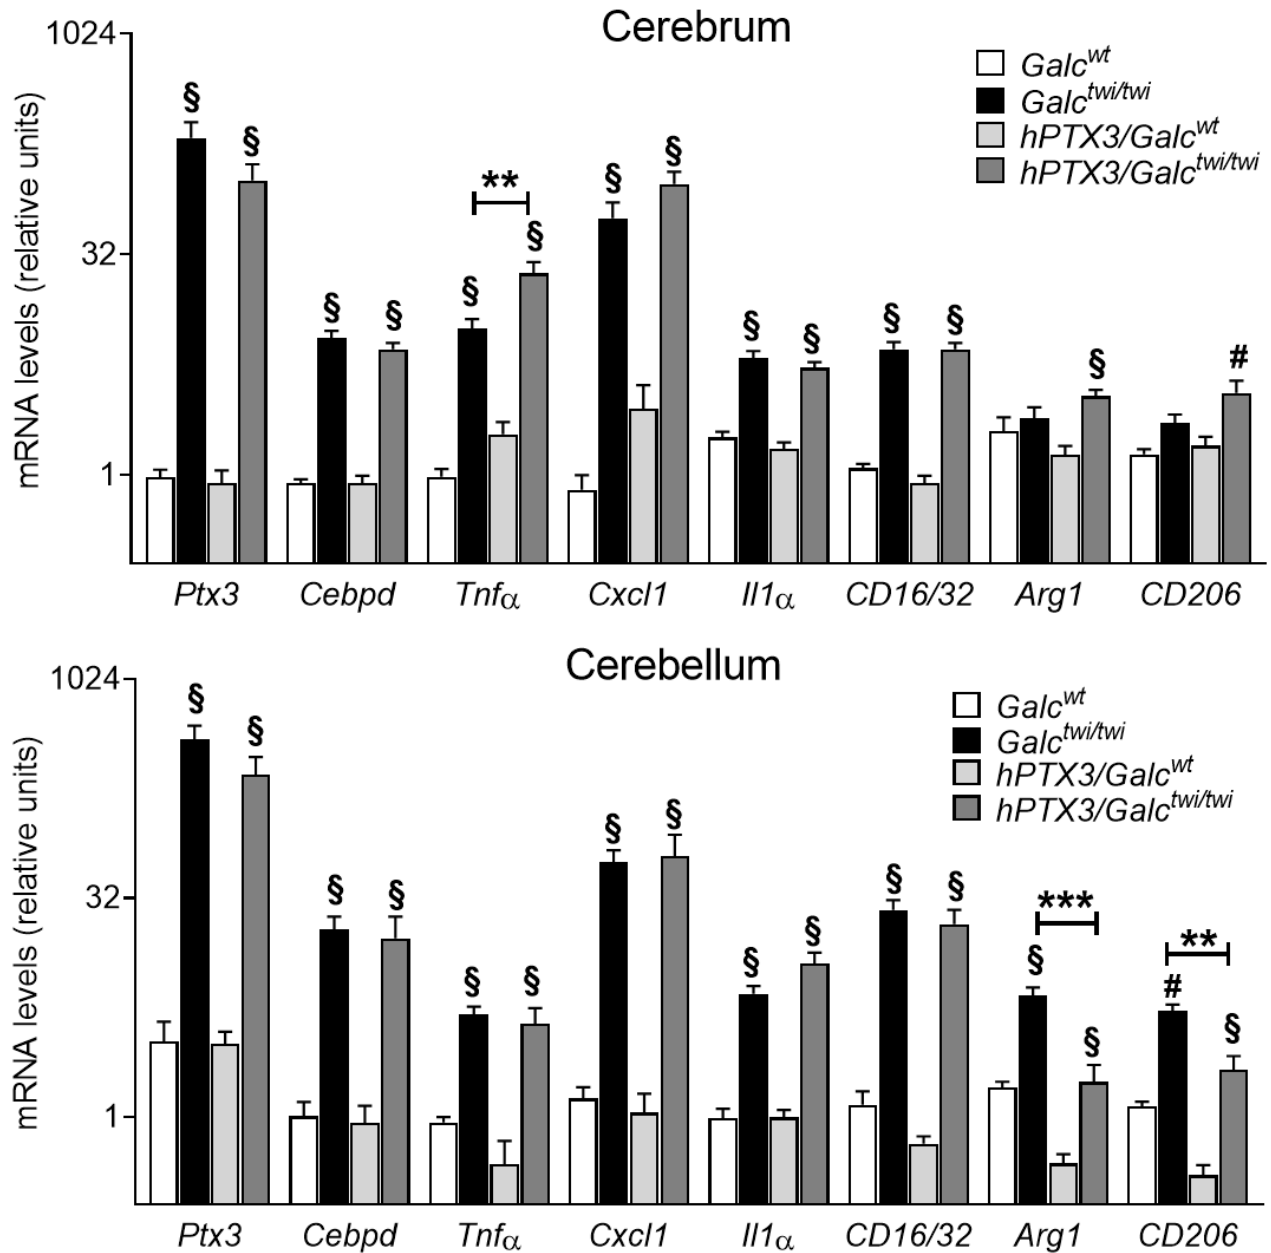 Cerebrum
1024
32
1
mRNA levels (relative units)
Galc^wt
Galc^twi/twi
hPTX3/Galc^wt
hPTX3/Galc^twi/twi
§ § ** § § § § § § § § § § #
Ptx3 Cebpd Tnfα Cxcl1 Il1α CD16/32 Arg1 CD206
Cerebellum
1024
32
1
mRNA levels (relative units)
Galc^wt
Galc^twi/twi
hPTX3/Galc^wt
hPTX3/Galc^twi/twi
§ § § § § § § § § § § § *** § § ** # §
Ptx3 Cebpd Tnfα Cxcl1 Il1α CD16/32 Arg1 CD206